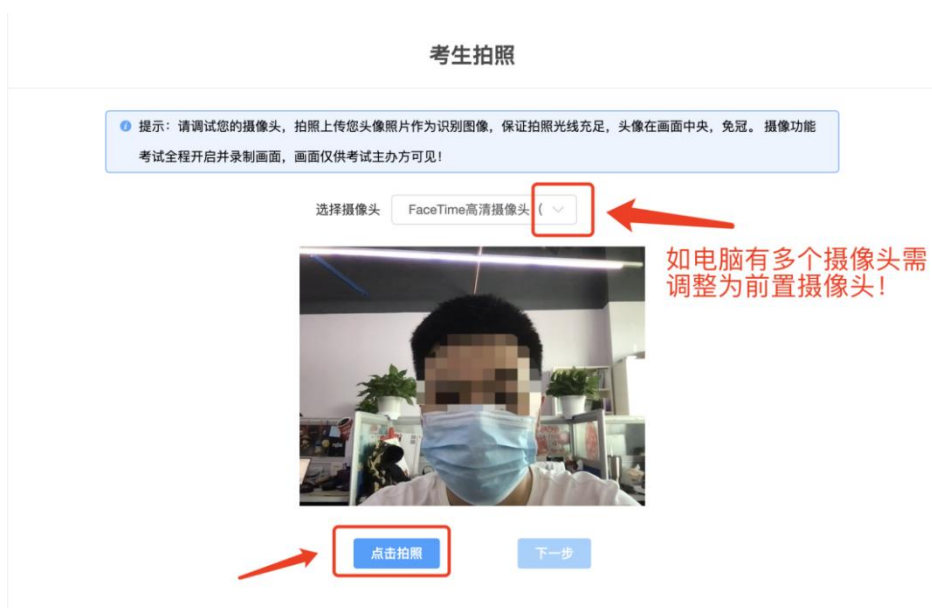 考生拍照
提示：请调试您的摄像头，拍照上传您头像照片作为识别图像，保证拍照光线充足，头像在画面中央，免冠。 摄像功能
考试全程开启并录制画面，画面仅供考试主办方可见！
选择摄像头 FaceTime高清摄像头（
如电脑有多个摄像头需
调整为前置摄像头！
点击拍照 下一步